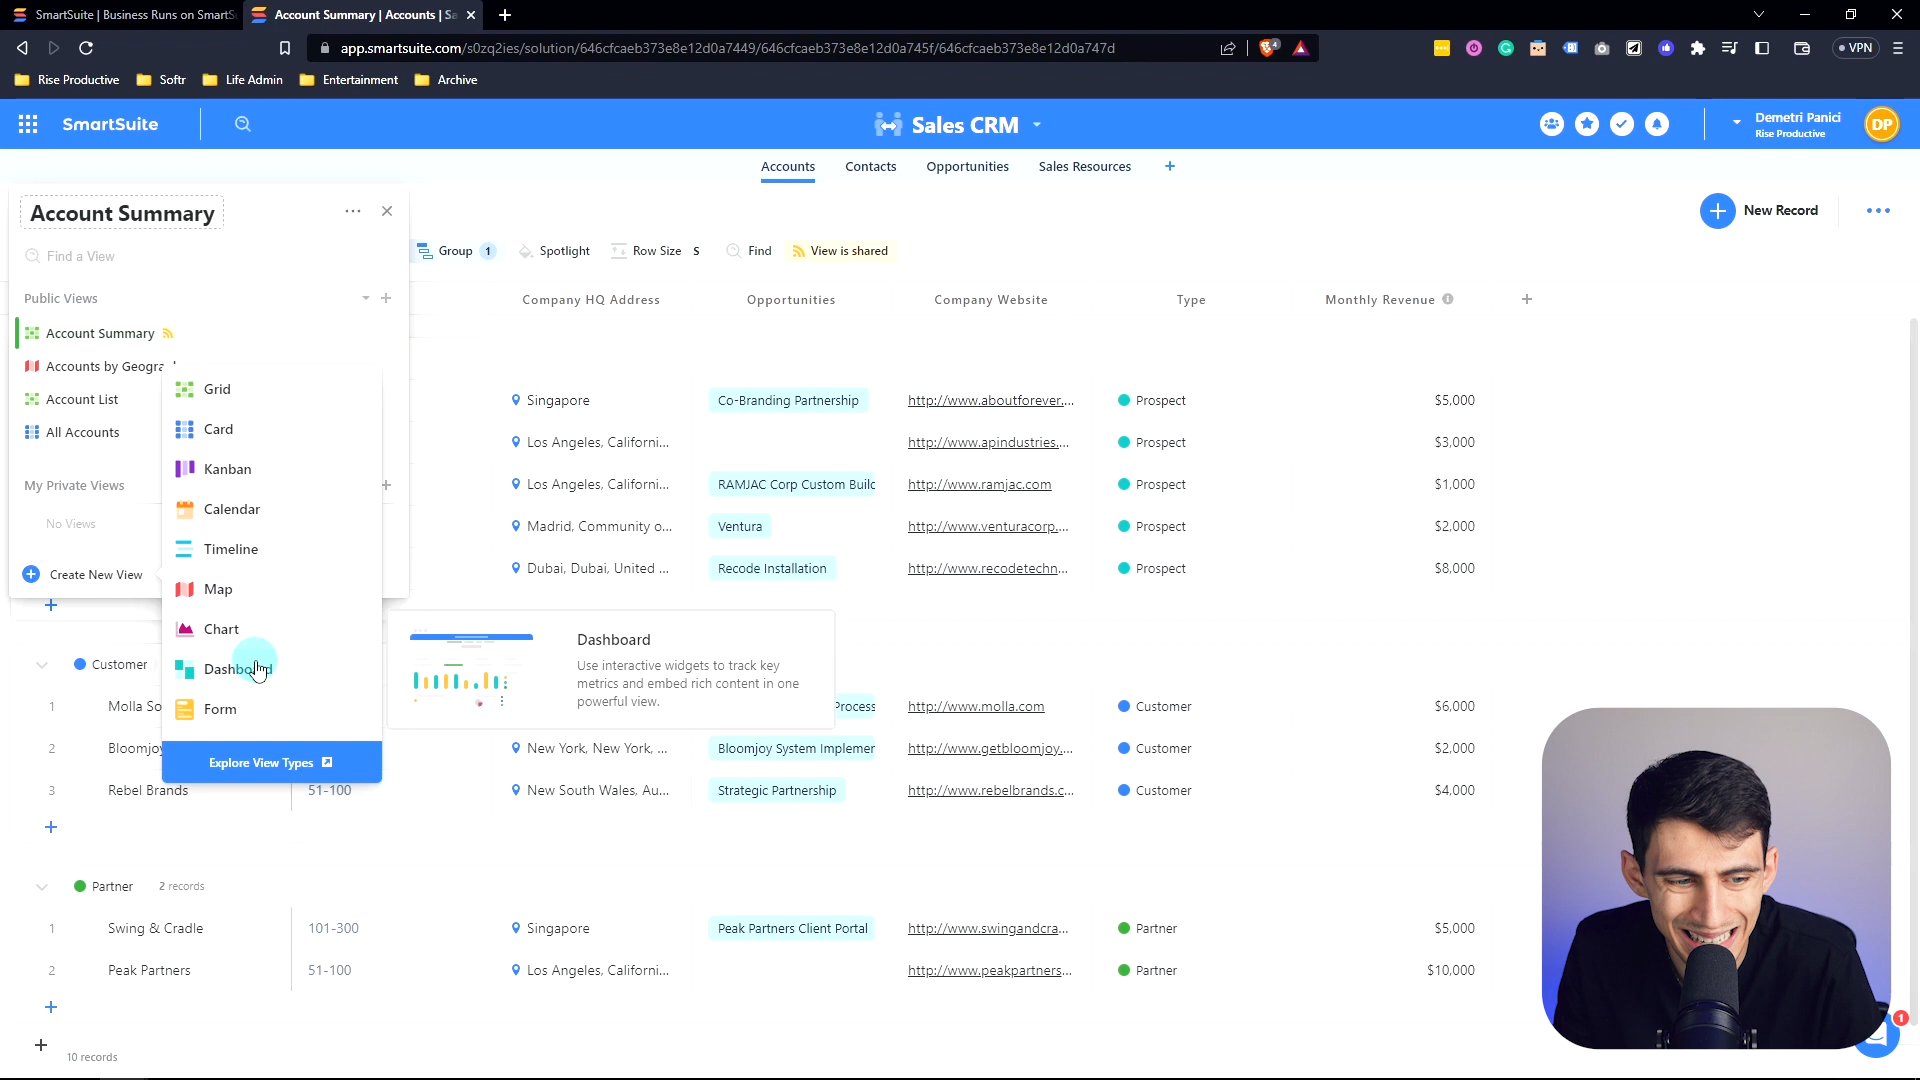 SmartSuite | Business Runs on SmartS
Account Summary | Accounts | Sa
app.smartsuite.com/s0zq2ies/solution/646cfcaeb373e8e12d0a7449/646cfcaeb373e8e12d0a745f/646cfcaeb373e8e12d0a747d
4
VPN
Rise Productive
Softr
Life Admin
Entertainment
Archive
SmartSuite
Sales CRM
Demetri Panici
Rise Productive
DP
Accounts
Contacts
Opportunities
Sales Resources
+
Account Summary
New Record
Find a View
Group 1
Spotlight
Row Size S
Find
View is shared
Public Views
Company HQ Address
Opportunities
Company Website
Type
Monthly Revenue
Account Summary
Accounts by Geogra
Account List
All Accounts
My Private Views
No Views
Create New View
Grid
Card
Kanban
Calendar
Timeline
Map
Chart
Dashboard
Form
Explore View Types
Singapore
Co-Branding Partnership
http://www.aboutforever....
Prospect
$5,000
Los Angeles, Californi...
http://www.apindustries....
Prospect
$3,000
Los Angeles, Californi...
RAMJAC Corp Custom Builc
http://www.ramjac.com
Prospect
$1,000
Madrid, Community o...
Ventura
http://www.venturacorp....
Prospect
$2,000
Dubai, Dubai, United ...
Recode Installation
http://www.recodetechn...
Prospect
$8,000
Dashboard
Use interactive widgets to track key
metrics and embed rich content in one
powerful view.
Customer
1
Molla So
Process
http://www.molla.com
Customer
$6,000
2
Bloomjoy
New York, New York, ...
Bloomjoy System Implemer
http://www.getbloomjoy....
Customer
$2,000
3
Rebel Brands
51-100
New South Wales, Au...
Strategic Partnership
http://www.rebelbrands.c...
Customer
$4,000
Partner
2 records
1
Swing & Cradle
101-300
Singapore
Peak Partners Client Portal
http://www.swingandcra...
Partner
$5,000
2
Peak Partners
51-100
Los Angeles, Californi...
http://www.peakpartners...
Partner
$10,000
1
10 records